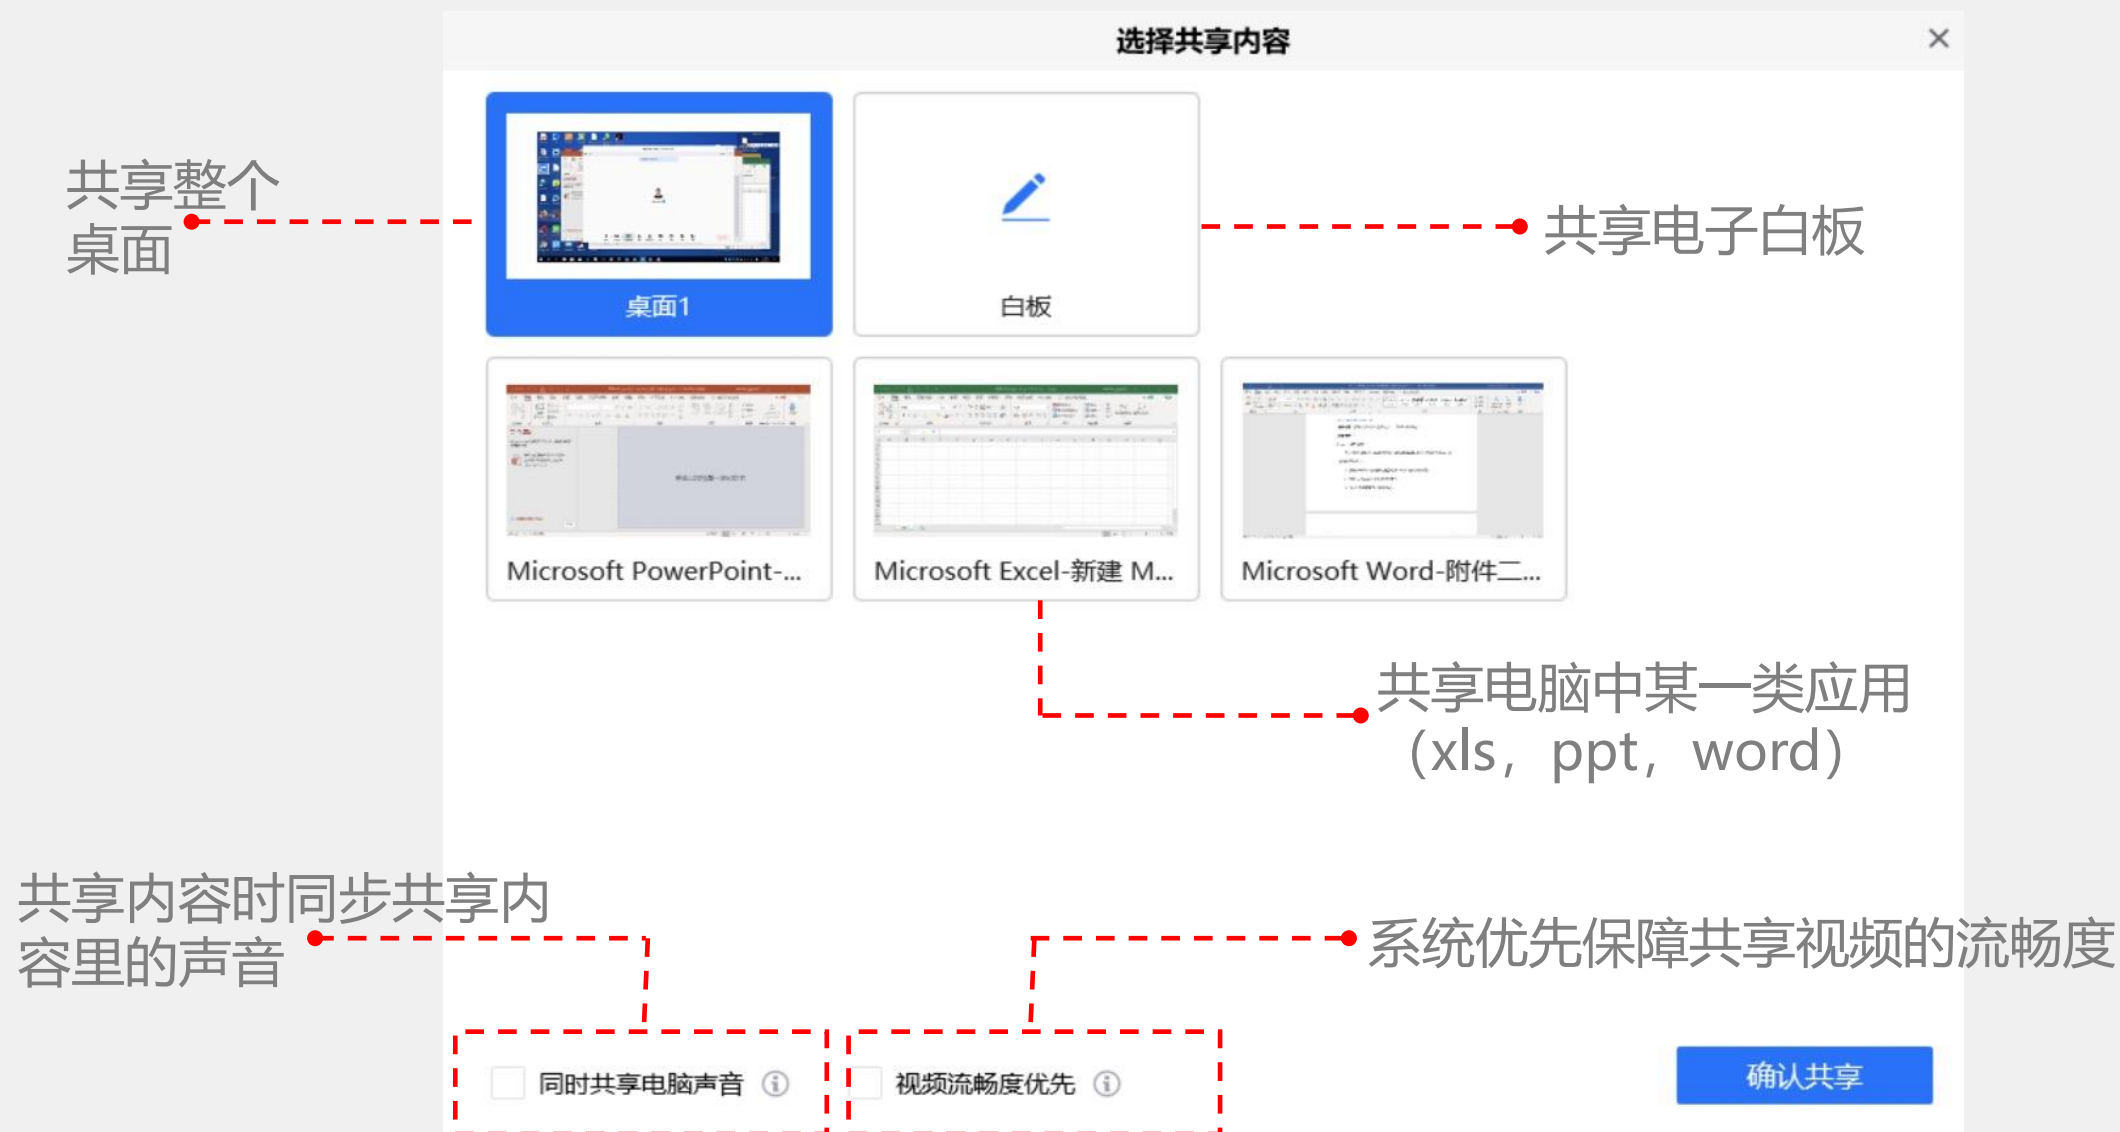 选择共享内容
共享整个
桌面
桌面1
白板
共享电子白板
Microsoft PowerPoint-...
Microsoft Excel-新建 M...
Microsoft Word-附件二...
共享电脑中某一类应用
（xls，ppt，word）
共享内容时同步共享内
容里的声音
系统优先保障共享视频的流畅度
同时共享电脑声音
视频流畅度优先
确认共享